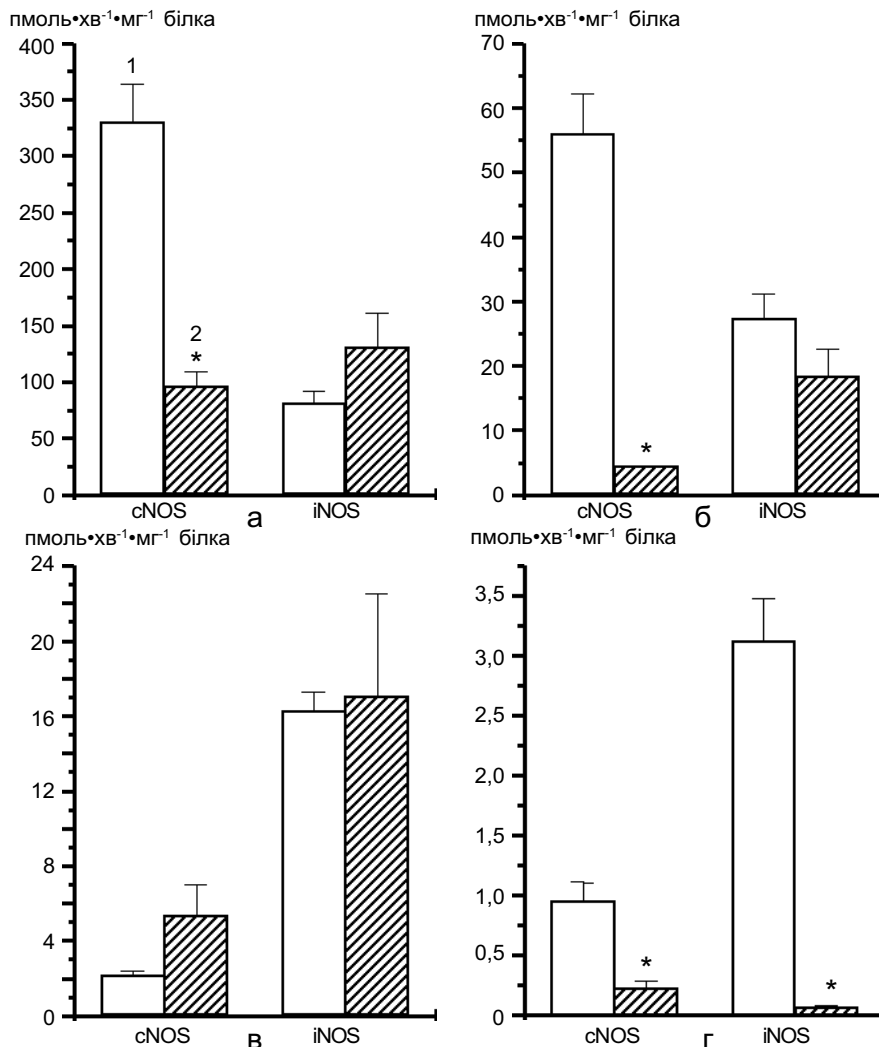 пмоль•хв⁻¹•мг⁻¹ білка
400
350
300
250
200
150
100
50
0
1
2
*
cNOS
iNOS
а
пмоль•хв⁻¹•мг⁻¹ білка
70
60
50
40
30
20
10
0
*
cNOS
iNOS
б
пмоль•хв⁻¹•мг⁻¹ білка
24
20
16
12
8
4
0
cNOS
iNOS
в
пмоль•хв⁻¹•мг⁻¹ білка
3,5
3,0
2,5
2,0
1,5
1,0
0,5
0
*
*
cNOS
iNOS
г